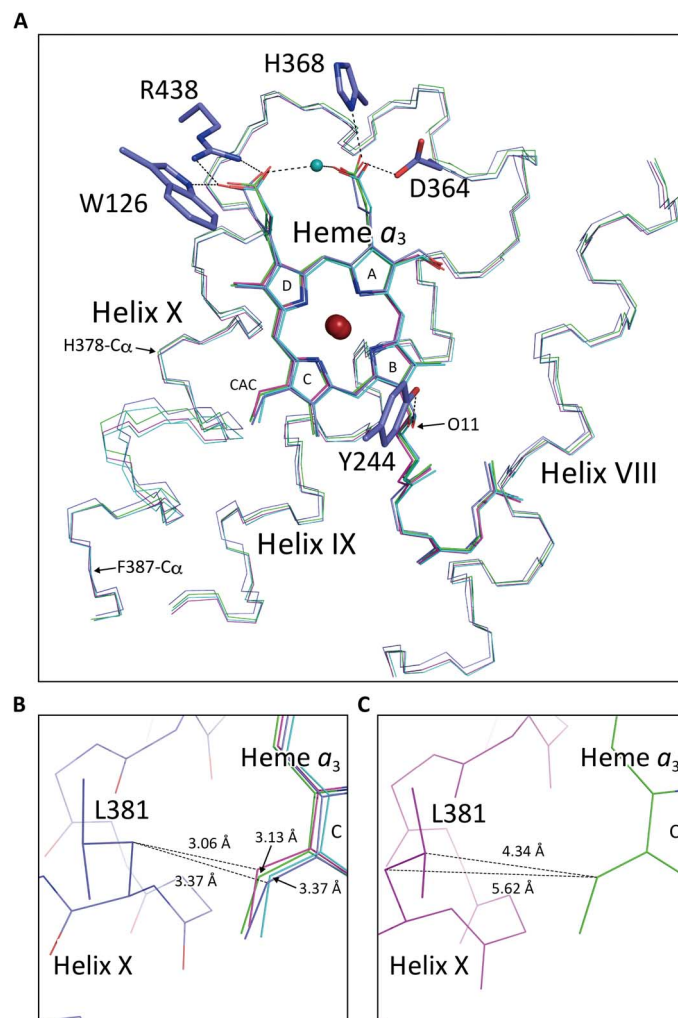 A
H368
R438
D364
W126
Heme a₃
D
A
Helix X
H378-Cα
C
B
CAC
O11
Y244
Helix VIII
Helix IX
F387-Cα
B
Heme a₃
L381
3.06 Å
3.13 Å
C
3.37 Å
3.37 Å
Helix X
C
Heme a₃
L381
4.34 Å
C
5.62 Å
Helix X